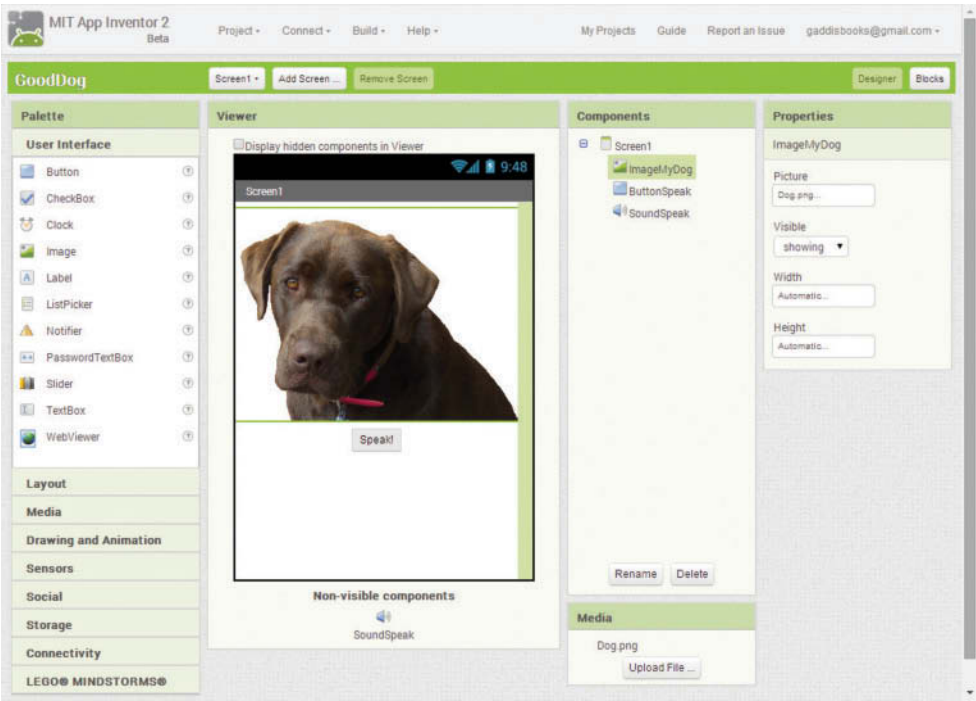 MIT App Inventor 2
Beta
Project Connect Build Help
My Projects Guide Report an Issue gaddisbooks@gmail.com
GoodDog
Screen1 Add Screen ... Remove Screen
Designer Blocks
Palette
User Interface
Button
CheckBox
Clock
Image
Label
ListPicker
Notifier
PasswordTextBox
Slider
TextBox
WebViewer
Layout
Media
Drawing and Animation
Sensors
Social
Storage
Connectivity
LEGO® MINDSTORMS®
Viewer
Display hidden components in Viewer
9:48
Screen1
Speak!
Non-visible components
SoundSpeak
Components
Screen1
ImageMyDog
ButtonSpeak
SoundSpeak
Rename Delete
Media
Dog.png
Upload File ...
Properties
ImageMyDog
Picture
Dog.png...
Visible
showing
Width
Automatic...
Height
Automatic...